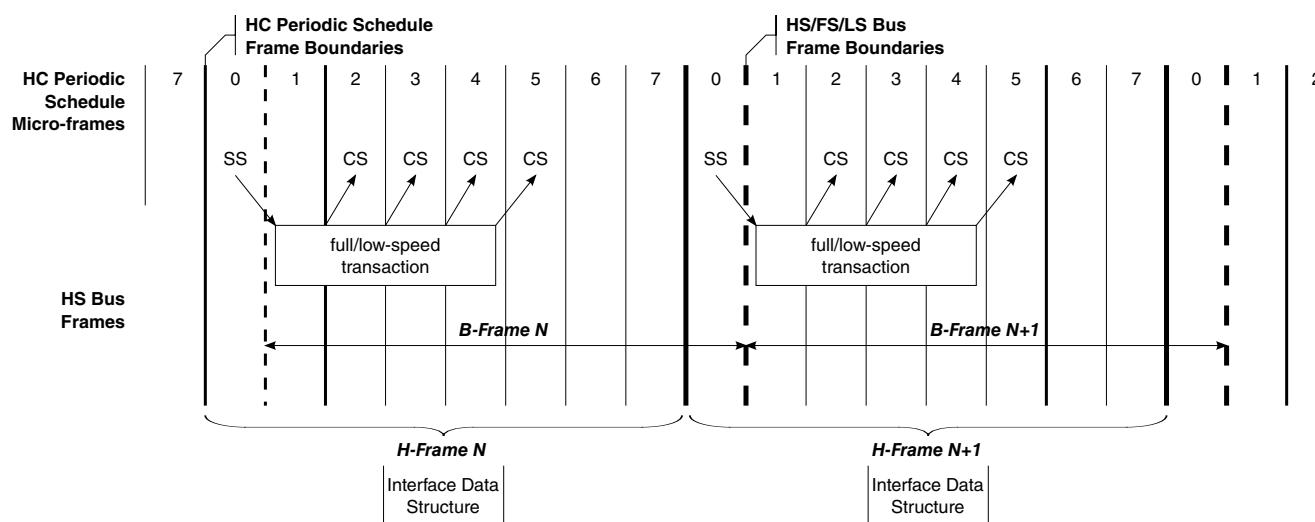 HC Periodic Schedule
Frame Boundaries
HS/FS/LS Bus
Frame Boundaries
HC Periodic
Schedule
Micro-frames
7 0 1 2 3 4 5 6 7 0 1 2 3 4 5 6 7 0 1 2
SS CS CS CS CS SS CS CS CS CS
full/low-speed
transaction
full/low-speed
transaction
HS Bus
Frames
B-Frame N
B-Frame N+1
H-Frame N
H-Frame N+1
Interface Data
Structure
Interface Data
Structure